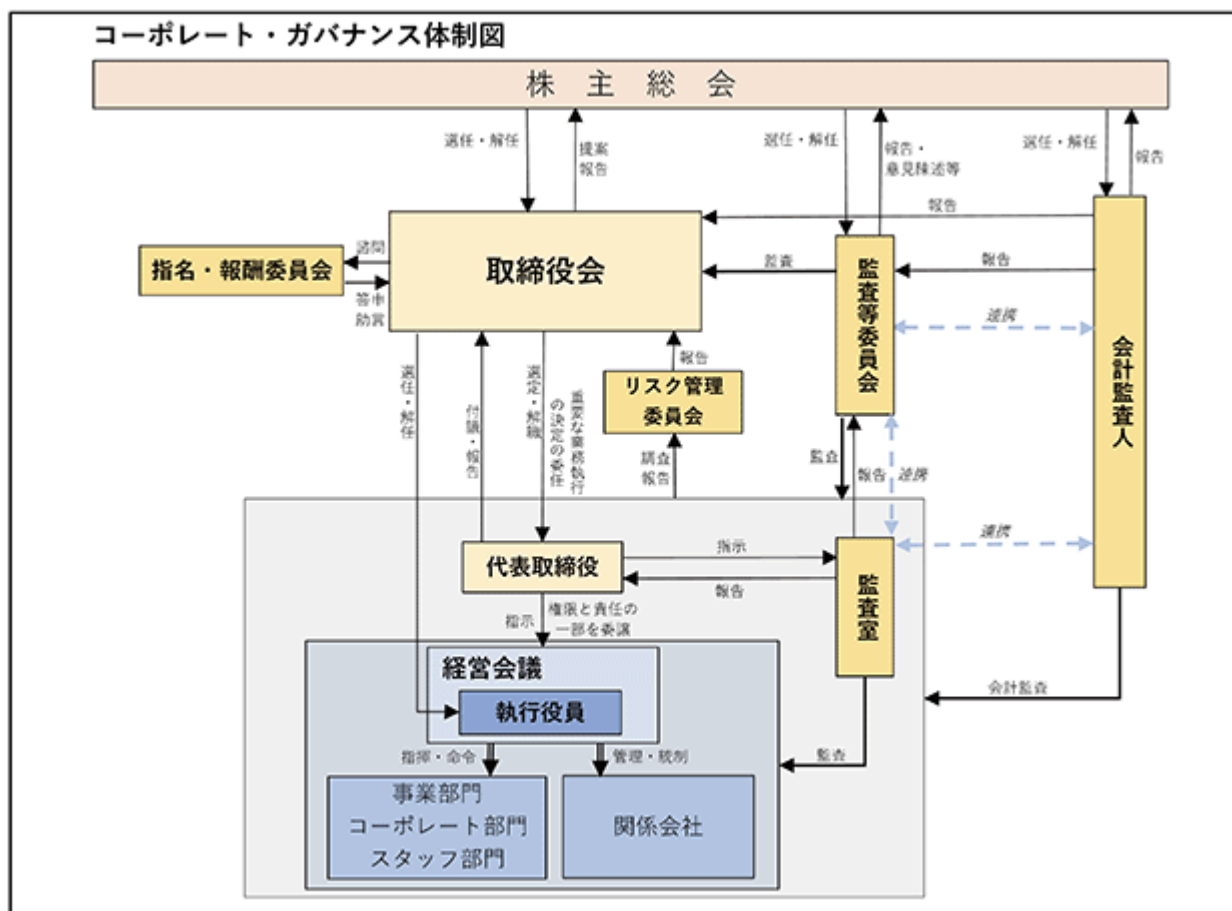 コーポレート・ガバナンス体制図
株主総会
選任・解任
提案
報告
選任・解任
報告・
意見陳述等
選任・解任
報告
報告
指名・報酬委員会
諮問
答申
助言
取締役会
監査
監査等委員会
報告
連携
会計監査人
選任・解任
付議・報告
選定・解職
重要な業務執行
の決定の委任
報告
リスク管理
委員会
調査
報告
監査
報告
連携
代表取締役
指示
報告
監査室
連携
指示
権限と責任の
一部を委譲
経営会議
執行役員
会計監査
指揮・命令
管理・統制
監査
事業部門
コーポレート部門
スタッフ部門
関係会社